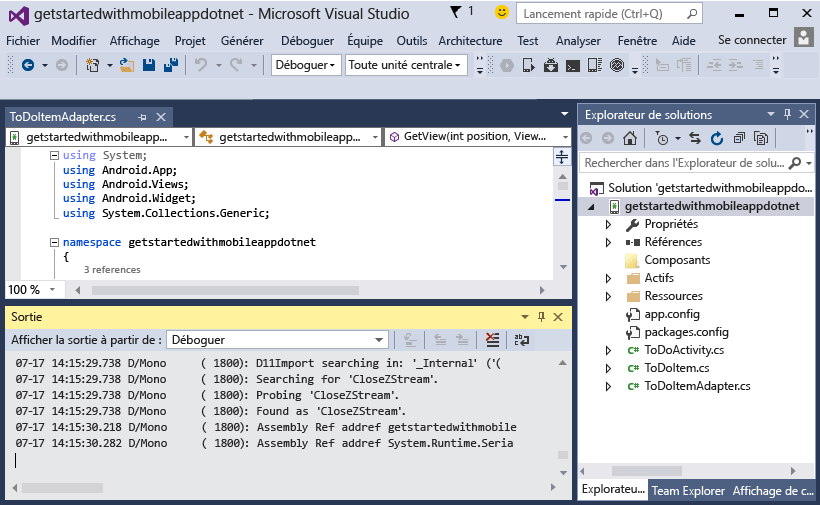 getstartedwithmobileappdotnet - Microsoft Visual Studio
1
Lancement rapide (Ctrl+Q)
Fichier Modifier Affichage Projet Générer Déboguer Équipe Outils Architecture Test Analyser Fenêtre Aide Se connecter
Déboguer Toute unité centrale
ToDoItemAdapter.cs
getstartedwithmobileapp... getstartedwithmobileapp... GetView(int position, View...
using System;
using Android.App;
using Android.Views;
using Android.Widget;
using System.Collections.Generic;
namespace getstartedwithmobileappdotnet
{
3 references
100 %
Sortie
Afficher la sortie à partir de : Déboguer
07-17 14:15:29.738 D/Mono ( 1800): D11Import searching in: '_Internal' ('(
07-17 14:15:29.738 D/Mono ( 1800): Searching for 'CloseZStream'.
07-17 14:15:29.738 D/Mono ( 1800): Probing 'CloseZStream'.
07-17 14:15:29.738 D/Mono ( 1800): Found as 'CloseZStream'.
07-17 14:15:30.218 D/Mono ( 1800): Assembly Ref addref getstartedwithmobile
07-17 14:15:30.282 D/Mono ( 1800): Assembly Ref addref System.Runtime.Seria
Explorateur de solutions
Rechercher dans l'Explorateur de solu...
Solution 'getstartedwithmobileappdo...
getstartedwithmobileappdotnet
Propriétés
Références
Composants
Actifs
Ressources
app.config
packages.config
ToDoActivity.cs
ToDoItem.cs
ToDoItemAdapter.cs
Explorateur... Team Explorer Affichage de c...